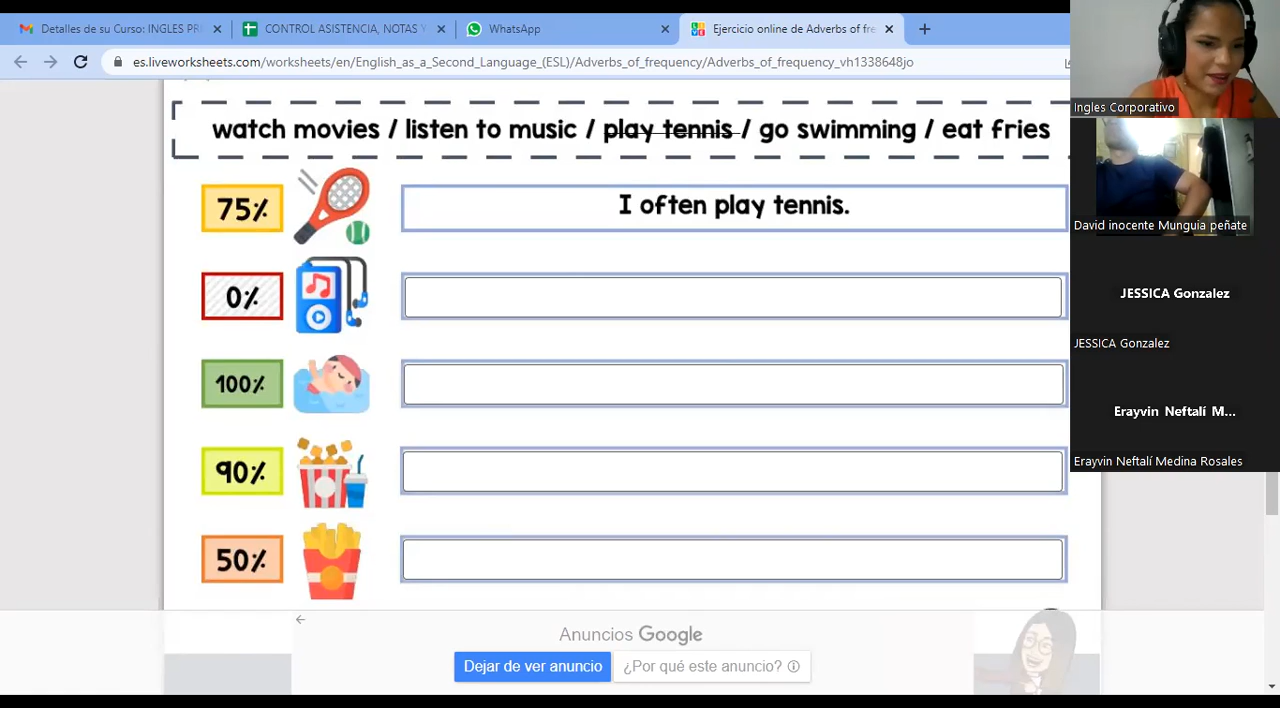 Detalles de su Curso: INGLES PR
CONTROL ASISTENCIA, NOTAS Y
WhatsApp
Ejercicio online de Adverbs of fre
es.liveworksheets.com/worksheets/en/English_as_a_Second_Language_(ESL)/Adverbs_of_frequency/Adverbs_of_frequency_vh1338648jo
watch movies / listen to music / play tennis / go swimming / eat fries
75%
I often play tennis.
0%
100%
90%
50%
Anuncios Google
Dejar de ver anuncio
¿Por qué este anuncio?
Ingles Corporativo
David inocente Munguia peñate
JESSICA Gonzalez
JESSICA Gonzalez
Erayvin Neftalí M...
Erayvin Neftalí Medina Rosales